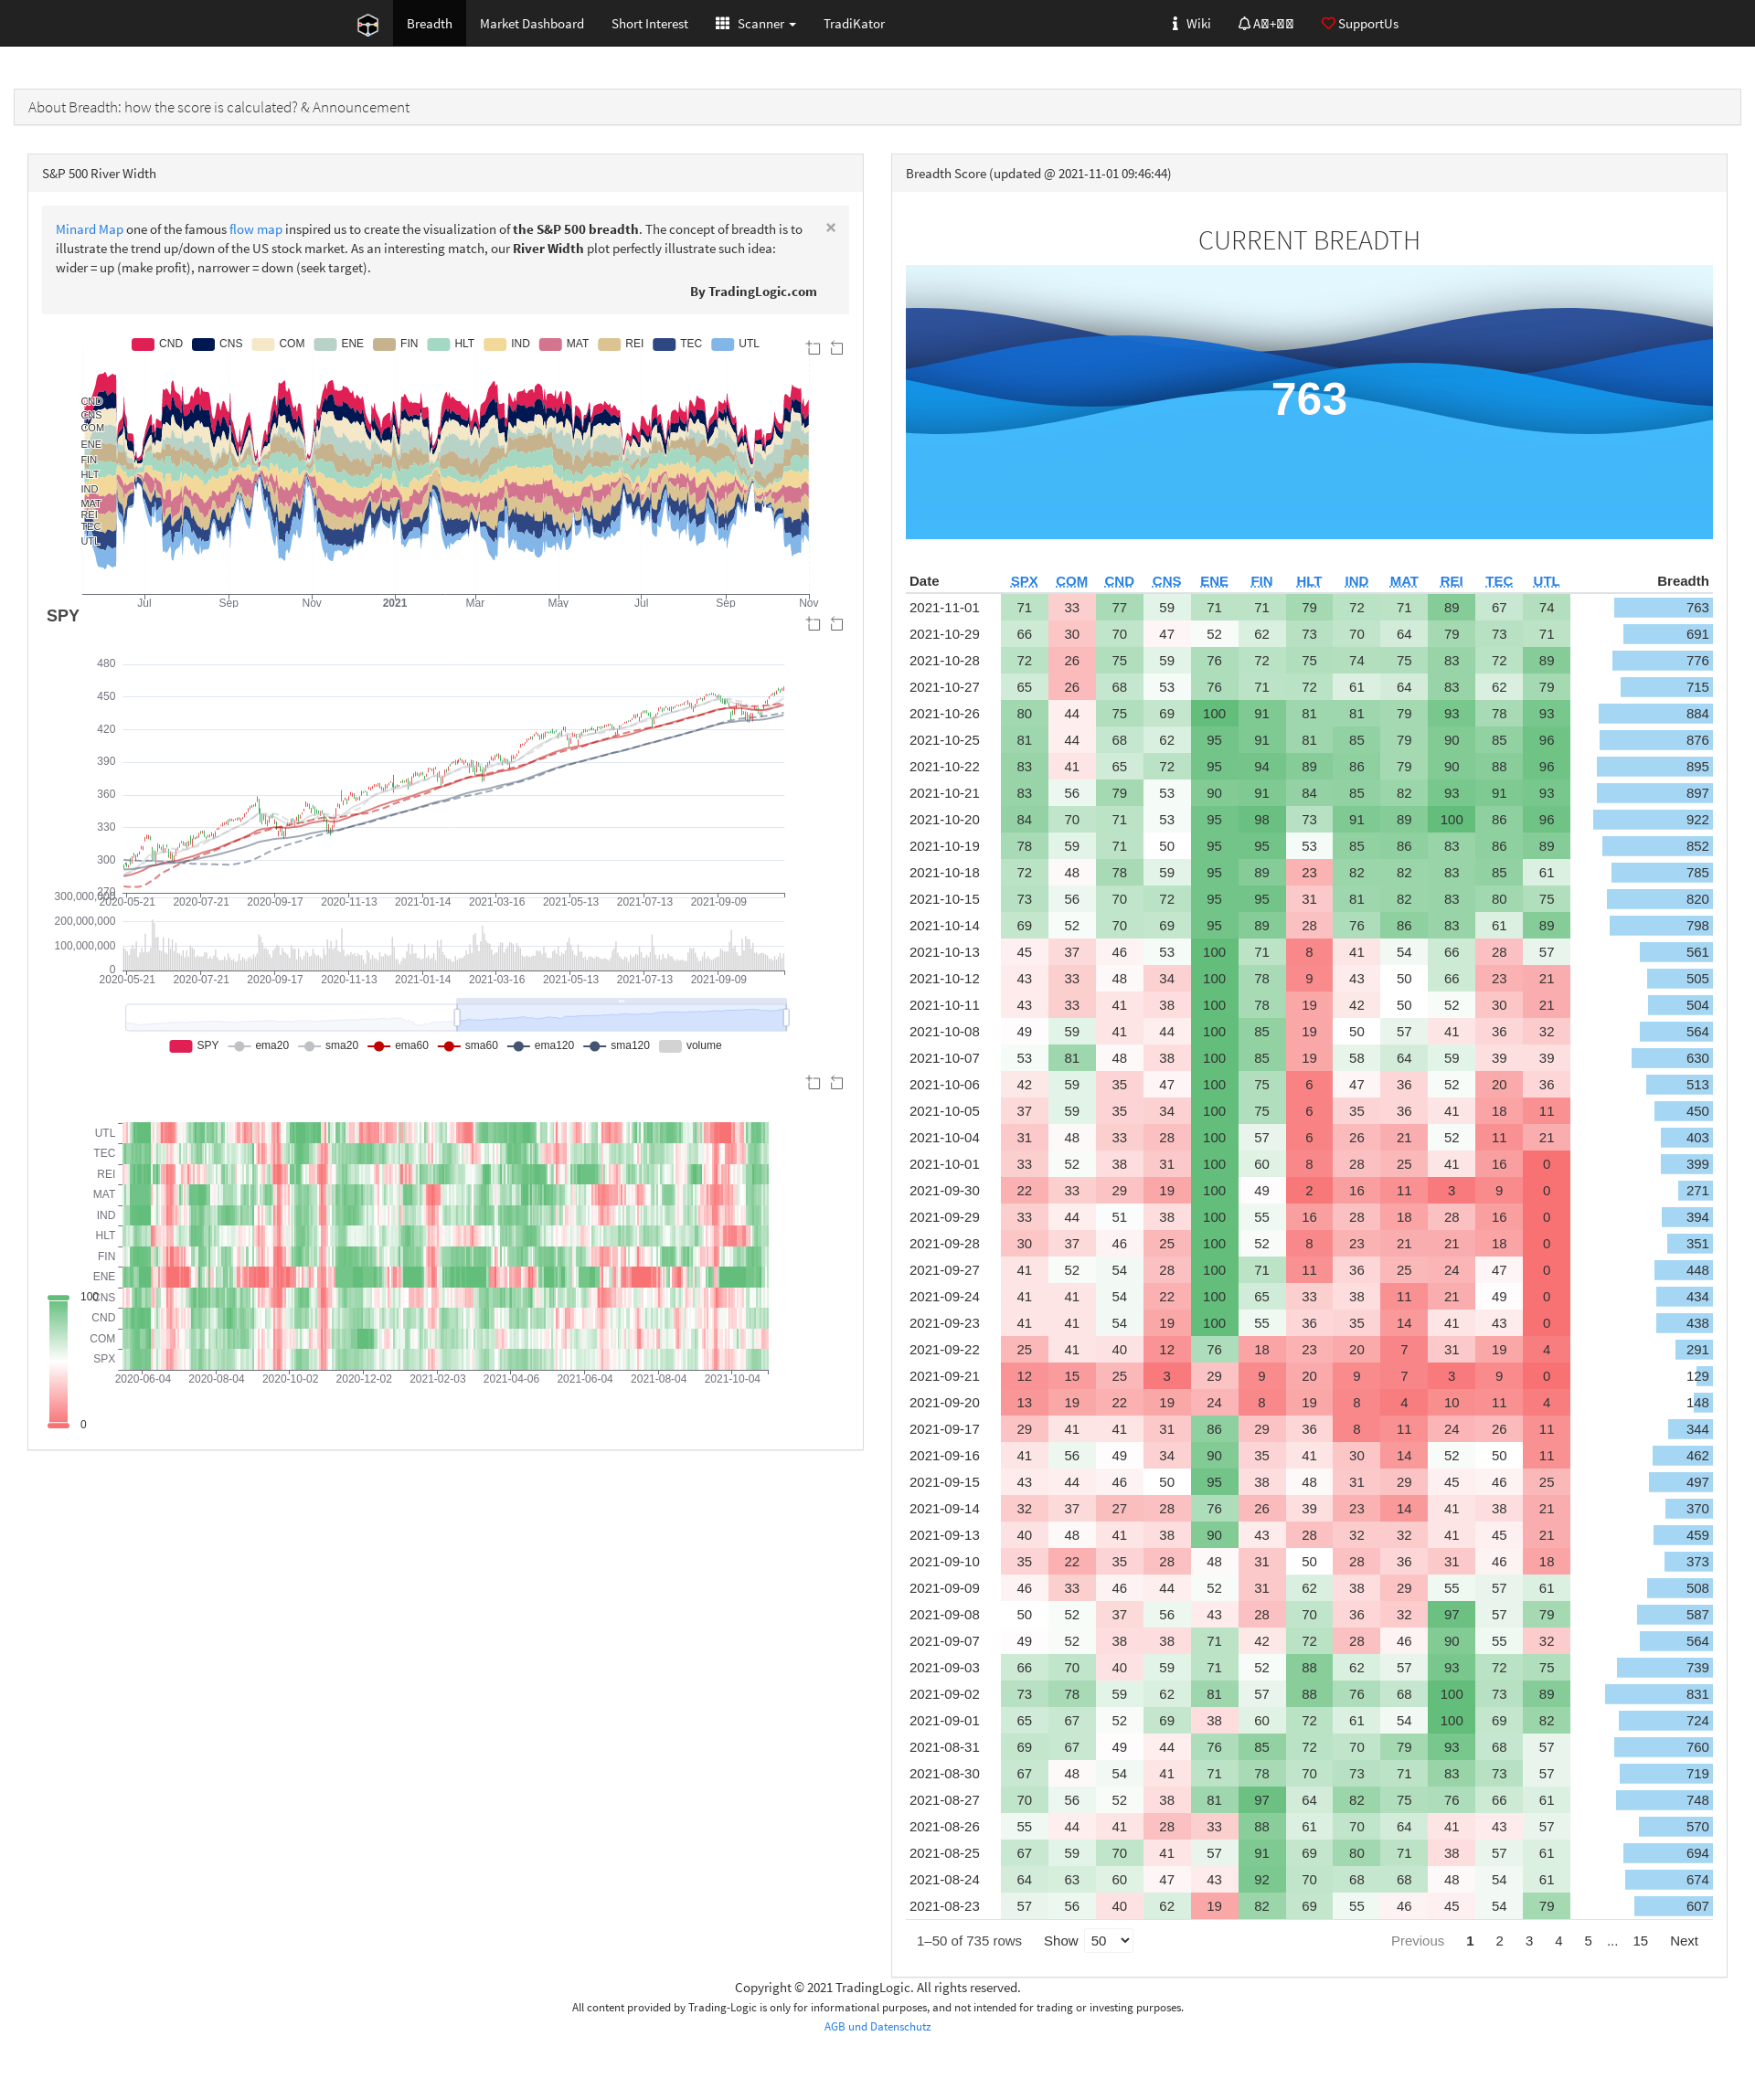 Breadth Market Dashboard Short Interest Scanner TradiKator Wiki SupportUs
About Breadth: how the score is calculated? & Announcement
S&P 500 River Width
Minard Map one of the famous flow map inspired us to create the visualization of the S&P 500 breadth. The concept of breadth is to
illustrate the trend up/down of the US stock market. As an interesting match, our River Width plot perfectly illustrate such idea:
wider = up (make profit), narrower = down (seek target).
×
By TradingLogic.com
CND CNS COM ENE FIN HLT IND MAT REI TEC UTL
CND
CNS
COM
ENE
FIN
HLT
IND
MAT
REI
TEC
UTL
Jul Sep Nov 2021 Mar May Jul Sep Nov
SPY
480
450
420
390
360
330
300
270
2020-05-21 2020-07-21 2020-09-17 2020-11-13 2021-01-14 2021-03-16 2021-05-13 2021-07-13 2021-09-09
300,000,000
200,000,000
100,000,000
0
2020-05-21 2020-07-21 2020-09-17 2020-11-13 2021-01-14 2021-03-16 2021-05-13 2021-07-13 2021-09-09
SPY ema20 sma20 ema60 sma60 ema120 sma120 volume
UTL
TEC
REI
MAT
IND
HLT
FIN
ENE
CNS
CND
COM
SPX
100
0
2020-06-04 2020-08-04 2020-10-02 2020-12-02 2021-02-03 2021-04-06 2021-06-04 2021-08-04 2021-10-04
Breadth Score (updated @ 2021-11-01 09:46:44)
CURRENT BREADTH
763
Date SPX COM CND CNS ENE FIN HLT IND MAT REI TEC UTL Breadth
2021-11-01 71 33 77 59 71 71 79 72 71 89 67 74 763
2021-10-29 66 30 70 47 52 62 73 70 64 79 73 71 691
2021-10-28 72 26 75 59 76 72 75 74 75 83 72 89 776
2021-10-27 65 26 68 53 76 71 72 61 64 83 62 79 715
2021-10-26 80 44 75 69 100 91 81 81 79 93 78 93 884
2021-10-25 81 44 68 62 95 91 81 85 79 90 85 96 876
2021-10-22 83 41 65 72 95 94 89 86 79 90 88 96 895
2021-10-21 83 56 79 53 90 91 84 85 82 93 91 93 897
2021-10-20 84 70 71 53 95 98 73 91 89 100 86 96 922
2021-10-19 78 59 71 50 95 95 53 85 86 83 86 89 852
2021-10-18 72 48 78 59 95 89 23 82 82 83 85 61 785
2021-10-15 73 56 70 72 95 95 31 81 82 83 80 75 820
2021-10-14 69 52 70 69 95 89 28 76 86 83 61 89 798
2021-10-13 45 37 46 53 100 71 8 41 54 66 28 57 561
2021-10-12 43 33 48 34 100 78 9 43 50 66 23 21 505
2021-10-11 43 33 41 38 100 78 19 42 50 52 30 21 504
2021-10-08 49 59 41 44 100 85 19 50 57 41 36 32 564
2021-10-07 53 81 48 38 100 85 19 58 64 59 39 39 630
2021-10-06 42 59 35 47 100 75 6 47 36 52 20 36 513
2021-10-05 37 59 35 34 100 75 6 35 36 41 18 11 450
2021-10-04 31 48 33 28 100 57 6 26 21 52 11 21 403
2021-10-01 33 52 38 31 100 60 8 28 25 41 16 0 399
2021-09-30 22 33 29 19 100 49 2 16 11 3 9 0 271
2021-09-29 33 44 51 38 100 55 16 28 18 28 16 0 394
2021-09-28 30 37 46 25 100 52 8 23 21 21 18 0 351
2021-09-27 41 52 54 28 100 71 11 36 25 24 47 0 448
2021-09-24 41 41 54 22 100 65 33 38 11 21 49 0 434
2021-09-23 41 41 54 19 100 55 36 35 14 41 43 0 438
2021-09-22 25 41 40 12 76 18 23 20 7 31 19 4 291
2021-09-21 12 15 25 3 29 9 20 9 7 3 9 0 129
2021-09-20 13 19 22 19 24 8 19 8 4 10 11 4 148
2021-09-17 29 41 41 31 86 29 36 8 11 24 26 11 344
2021-09-16 41 56 49 34 90 35 41 30 14 52 50 11 462
2021-09-15 43 44 46 50 95 38 48 31 29 45 46 25 497
2021-09-14 32 37 27 28 76 26 39 23 14 41 38 21 370
2021-09-13 40 48 41 38 90 43 28 32 32 41 45 21 459
2021-09-10 35 22 35 28 48 31 50 28 36 31 46 18 373
2021-09-09 46 33 46 44 52 31 62 38 29 55 57 61 508
2021-09-08 50 52 37 56 43 28 70 36 32 97 57 79 587
2021-09-07 49 52 38 38 71 42 72 28 46 90 55 32 564
2021-09-03 66 70 40 59 71 52 88 62 57 93 72 75 739
2021-09-02 73 78 59 62 81 57 88 76 68 100 73 89 831
2021-09-01 65 67 52 69 38 60 72 61 54 100 69 82 724
2021-08-31 69 67 49 44 76 85 72 70 79 93 68 57 760
2021-08-30 67 48 54 41 71 78 70 73 71 83 73 57 719
2021-08-27 70 56 52 38 81 97 64 82 75 76 66 61 748
2021-08-26 55 44 41 28 33 88 61 70 64 41 43 57 570
2021-08-25 67 59 70 41 57 91 69 80 71 38 57 61 694
2021-08-24 64 63 60 47 43 92 70 68 68 48 54 61 674
2021-08-23 57 56 40 62 19 82 69 55 46 45 54 79 607
1–50 of 735 rows Show 50 Previous 1 2 3 4 5 ... 15 Next
Copyright © 2021 TradingLogic. All rights reserved.
All content provided by Trading-Logic is only for informational purposes, and not intended for trading or investing purposes.
AGB und Datenschutz